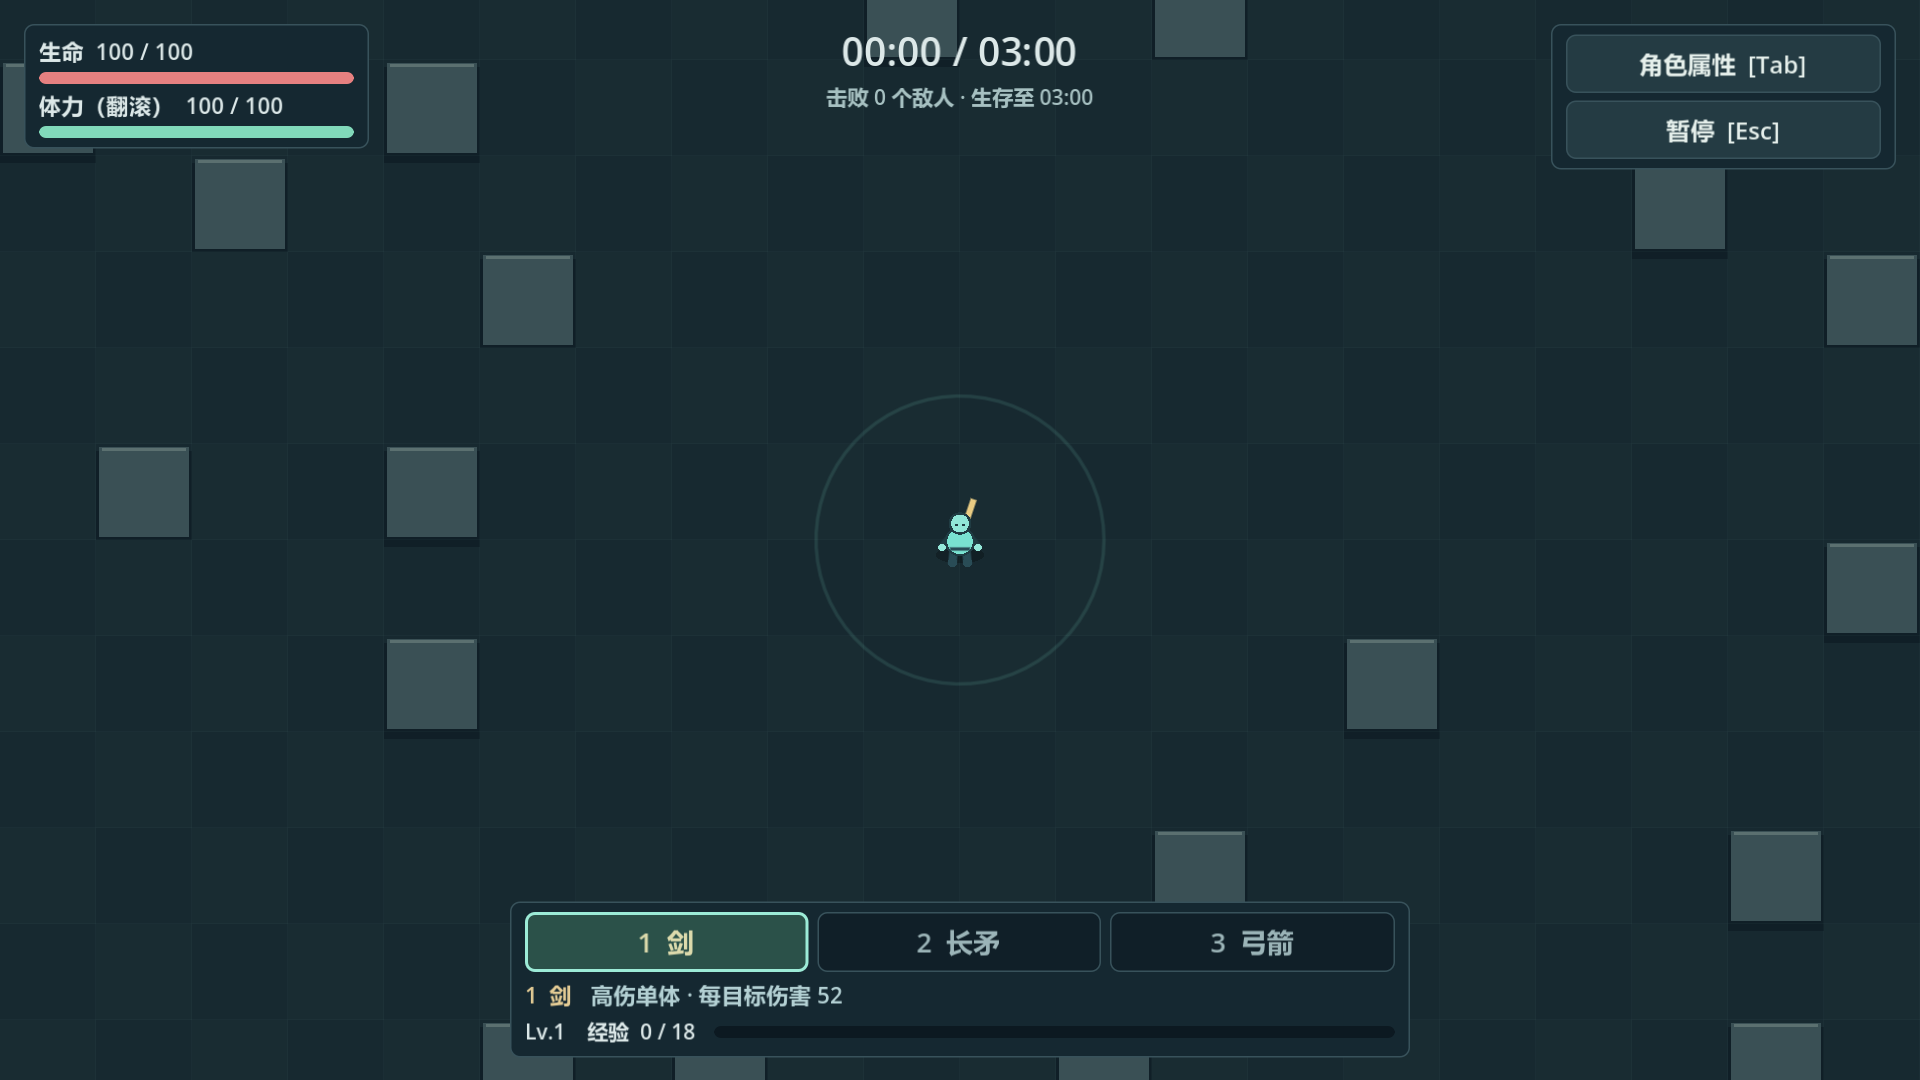 生命 100 / 100
体力（翻滚） 100 / 100
00:00 / 03:00
击败 0 个敌人 · 生存至 03:00
角色属性 [Tab]
暂停 [Esc]
1 剑
2 长矛
3 弓箭
1 剑 高伤单体 · 每目标伤害 52
Lv.1 经验 0 / 18